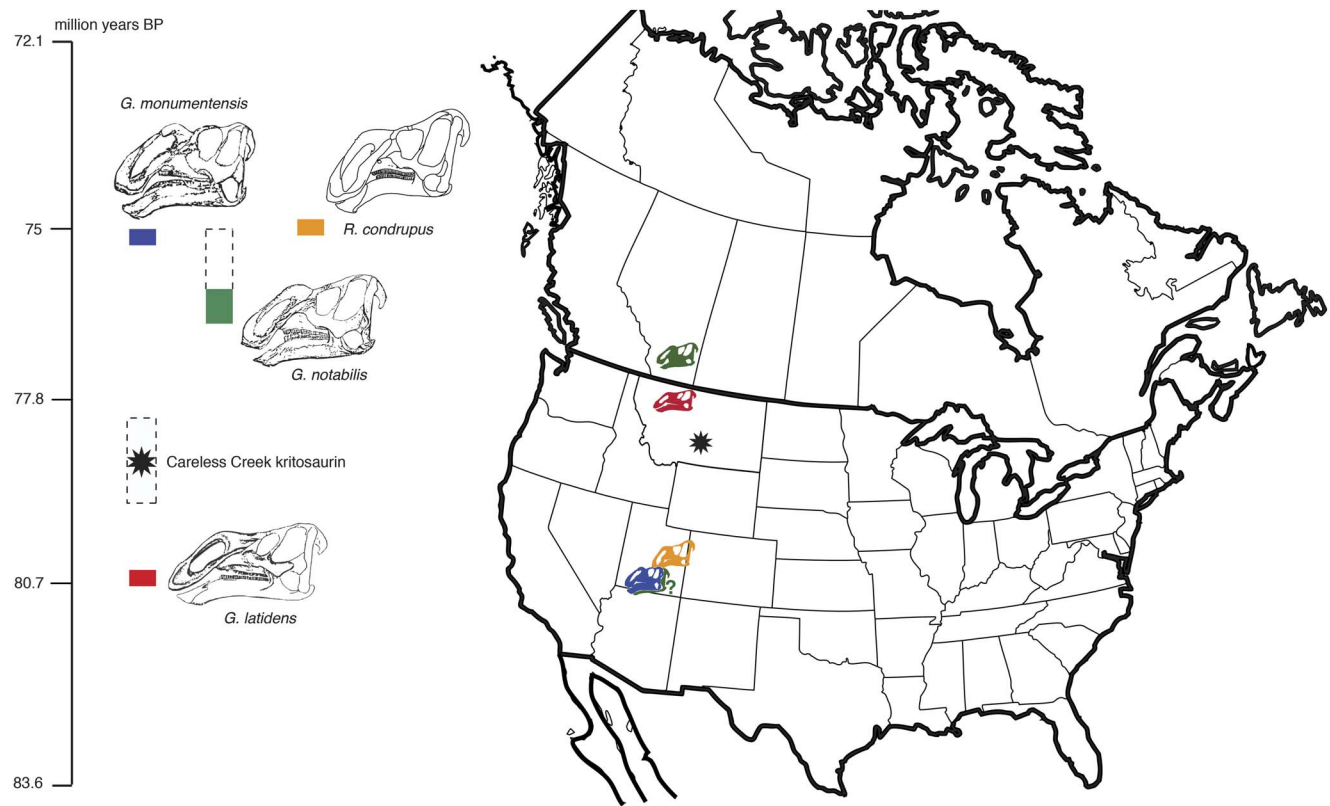 million years BP
72.1
G. monumentensis
R. condrupus
75
G. notabilis
77.8
Careless Creek kritosaurin
80.7
G. latidens
83.6
?